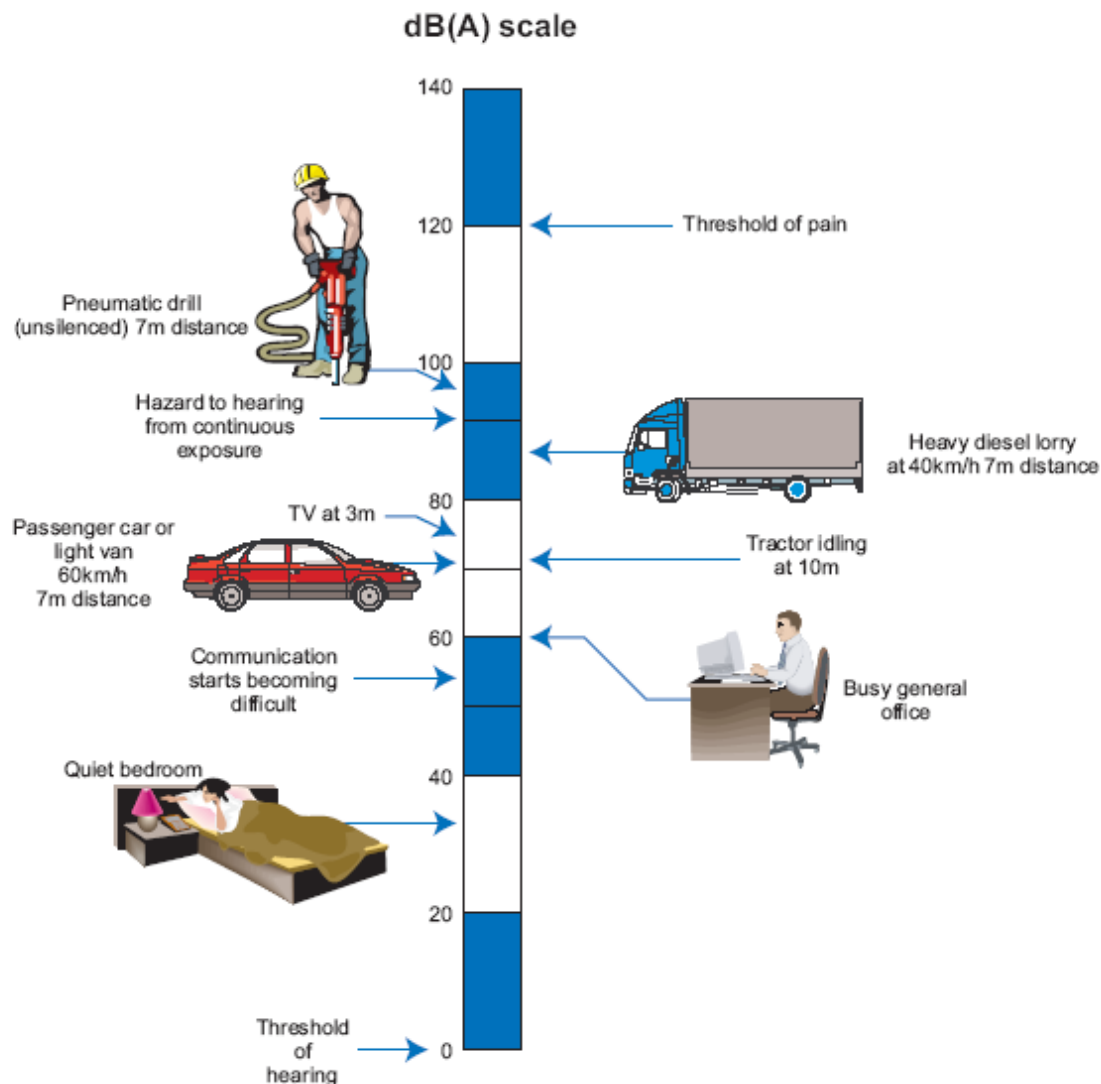 dB(A) scale
140
120
Threshold of pain
Pneumatic drill
(unsilenced) 7m distance
100
Hazard to hearing
from continuous
exposure
Heavy diesel lorry
at 40km/h 7m distance
80
TV at 3m
Passenger car or
light van
60km/h
7m distance
Tractor idling
at 10m
60
Communication
starts becoming
difficult
Busy general
office
Quiet bedroom
40
20
Threshold
of
hearing
0